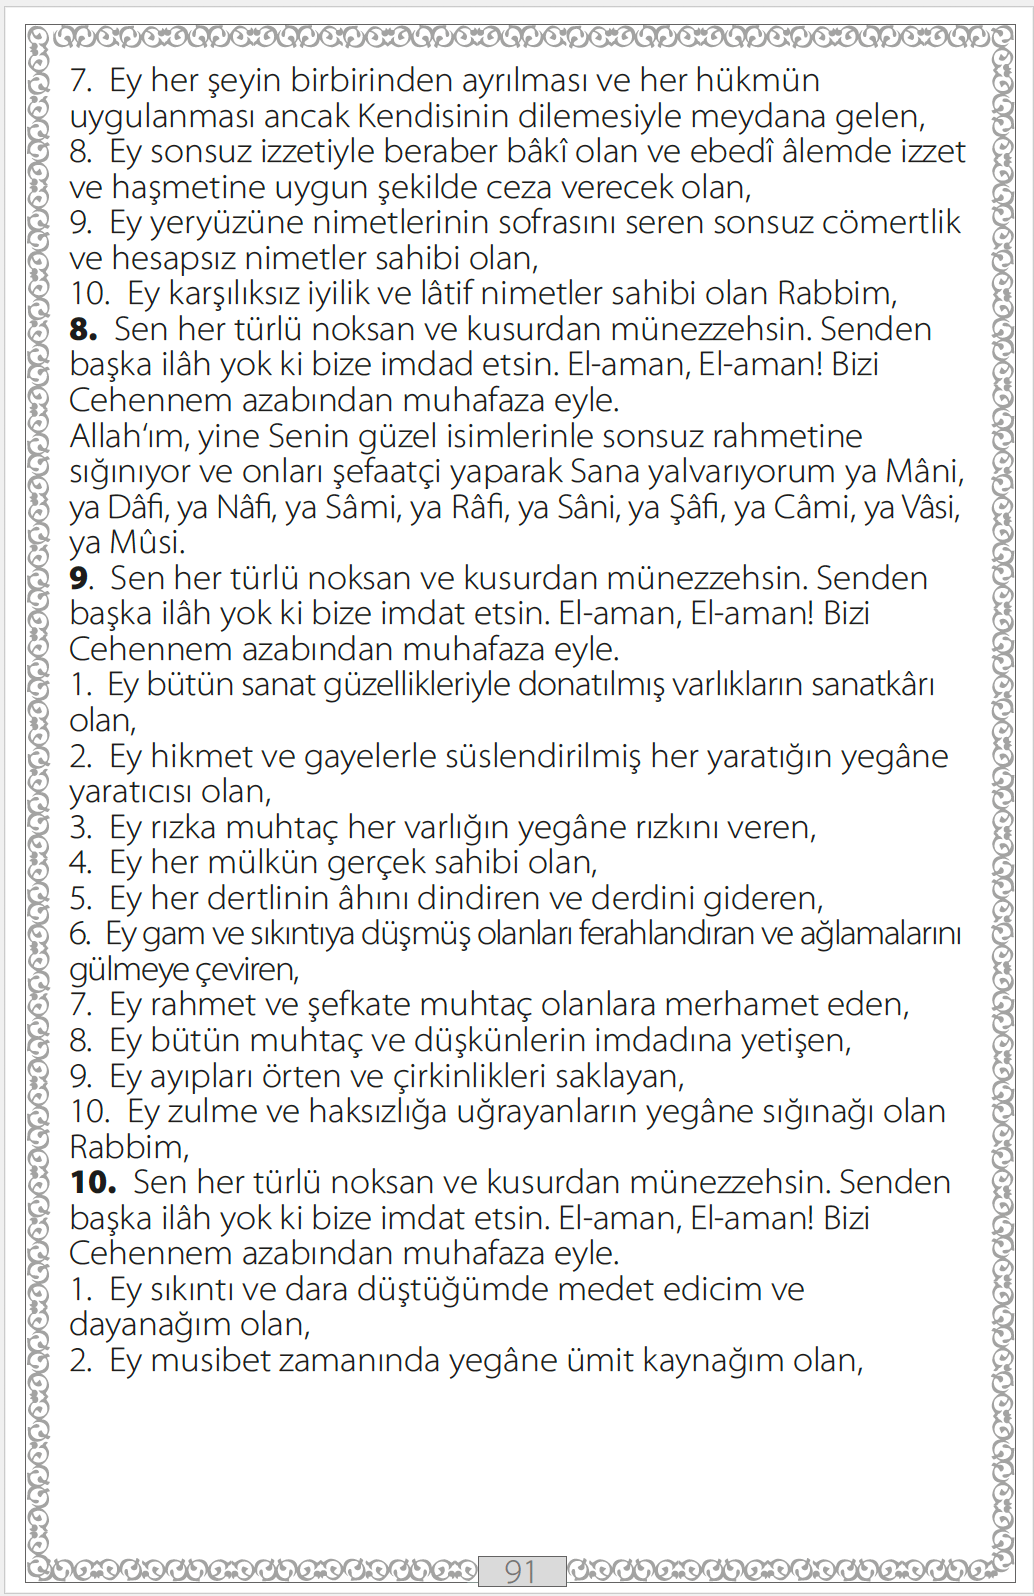 7. Ey her şeyin birbirinden ayrılması ve her hükmün
uygulanması ancak Kendisinin dilemesiyle meydana gelen,
8. Ey sonsuz izzetiyle beraber bâkî olan ve ebedî âlemde izzet
ve haşmetine uygun şekilde ceza verecek olan,
9. Ey yeryüzüne nimetlerinin sofrasını seren sonsuz cömertlik
ve hesapsız nimetler sahibi olan,
10. Ey karşılıksız iyilik ve lâtif nimetler sahibi olan Rabbim,
8. Sen her türlü noksan ve kusurdan münezzehsin. Senden
başka ilâh yok ki bize imdad etsin. El-aman, El-aman! Bizi
Cehennem azabından muhafaza eyle.
Allah‘ım, yine Senin güzel isimlerinle sonsuz rahmetine
sığınıyor ve onları şefaatçi yaparak Sana yalvarıyorum ya Mâni,
ya Dâfi, ya Nâfi, ya Sâmi, ya Râfi, ya Sâni, ya Şâfi, ya Câmi, ya Vâsi,
ya Mûsi.
9. Sen her türlü noksan ve kusurdan münezzehsin. Senden
başka ilâh yok ki bize imdat etsin. El-aman, El-aman! Bizi
Cehennem azabından muhafaza eyle.
1. Ey bütün sanat güzellikleriyle donatılmış varlıkların sanatkârı
olan,
2. Ey hikmet ve gayelerle süslendirilmiş her yaratığın yegâne
yaratıcısı olan,
3. Ey rızka muhtaç her varlığın yegâne rızkını veren,
4. Ey her mülkün gerçek sahibi olan,
5. Ey her dertlinin âhını dindiren ve derdini gideren,
6. Ey gam ve sıkıntıya düşmüş olanları ferahlandıran ve ağlamalarını
gülmeye çeviren,
7. Ey rahmet ve şefkate muhtaç olanlara merhamet eden,
8. Ey bütün muhtaç ve düşkünlerin imdadına yetişen,
9. Ey ayıpları örten ve çirkinlikleri saklayan,
10. Ey zulme ve haksızlığa uğrayanların yegâne sığınağı olan
Rabbim,
10. Sen her türlü noksan ve kusurdan münezzehsin. Senden
başka ilâh yok ki bize imdat etsin. El-aman, El-aman! Bizi
Cehennem azabından muhafaza eyle.
1. Ey sıkıntı ve dara düştüğümde medet edicim ve
dayanağım olan,
2. Ey musibet zamanında yegâne ümit kaynağım olan,
91